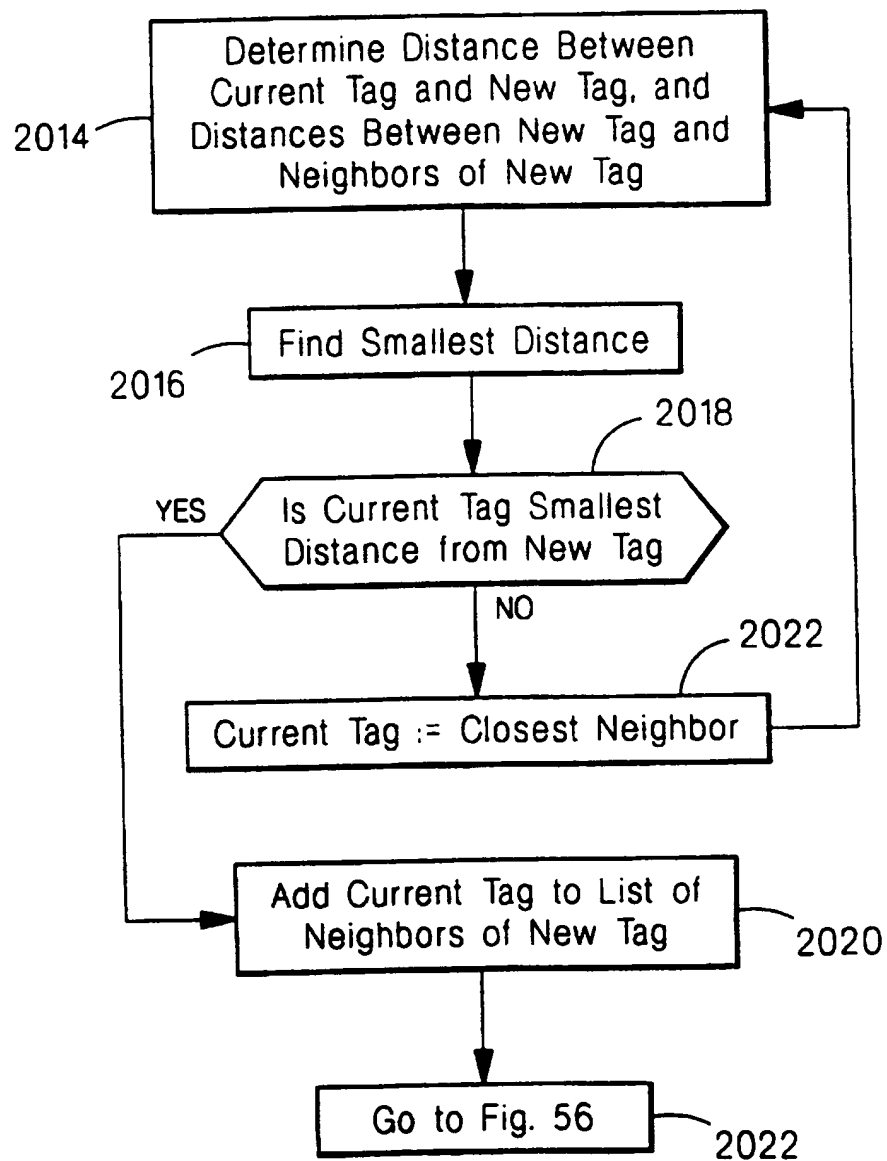 Determine Distance Between
Current Tag and New Tag, and
Distances Between New Tag and
Neighbors of New Tag
2014
Find Smallest Distance
2016
2018
YES
Is Current Tag Smallest
Distance from New Tag
NO
2022
Current Tag := Closest Neighbor
Add Current Tag to List of
Neighbors of New Tag
2020
Go to Fig. 56
2022